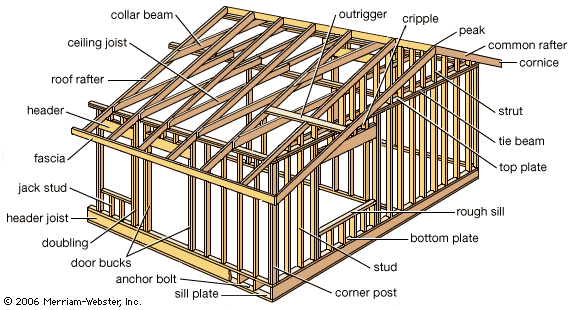 collar beam
ceiling joist
roof rafter
header
fascia
jack stud
header joist
doubling
door bucks
anchor bolt
sill plate
outrigger
cripple
peak
common rafter
cornice
strut
tie beam
top plate
rough sill
bottom plate
stud
corner post
© 2006 Merriam-Webster, Inc.